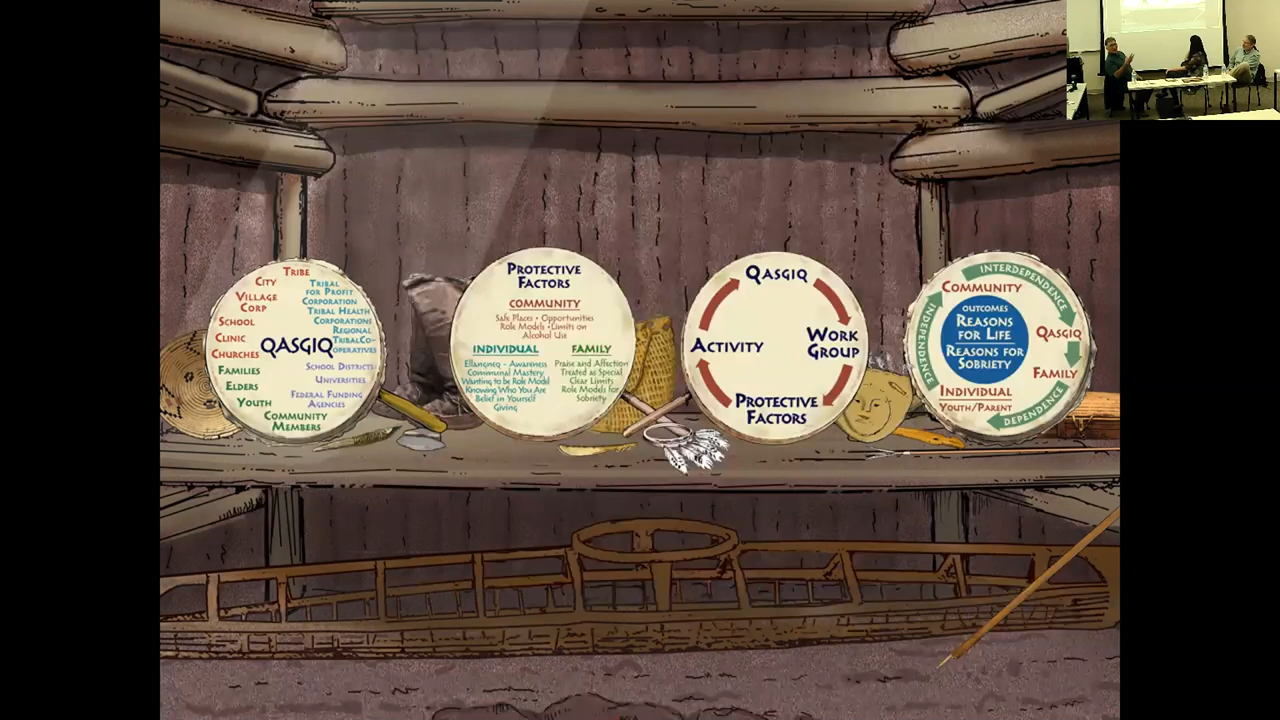 TRIBE
CITY
VILLAGE
CORP
SCHOOL
CLINIC
CHURCHES
FAMILIES
ELDERS
YOUTH
COMMUNITY
MEMBERS
QASGIQ
TRIBAL
FOR PROFIT
CORPORATION
TRIBAL HEALTH
CORPORATIONS
REGIONAL
TRIBALCO-
OPERATIVES
SCHOOL DISTRICTS
UNIVERSITIES
FEDERAL FUNDING
AGENCIES
PROTECTIVE
FACTORS
COMMUNITY
Safe Places • Opportunities
Role Models • Limits on
Alcohol Use
INDIVIDUAL
Ellangneq - Awareness
Communal Mastery
Wanting to be Role Model
Knowing Who You Are
Belief in Yourself
Giving
FAMILY
Praise and Affection
Treated as Special
Clear Limits
Role Models for
Sobriety
QASGIQ
WORK
GROUP
PROTECTIVE
FACTORS
ACTIVITY
INTERDEPENDENCE
COMMUNITY
QASGIQ
FAMILY
DEPENDENCE
INDIVIDUAL
YOUTH/PARENT
INDEPENDENCE
OUTCOMES
REASONS
FOR LIFE
REASONS FOR
SOBRIETY